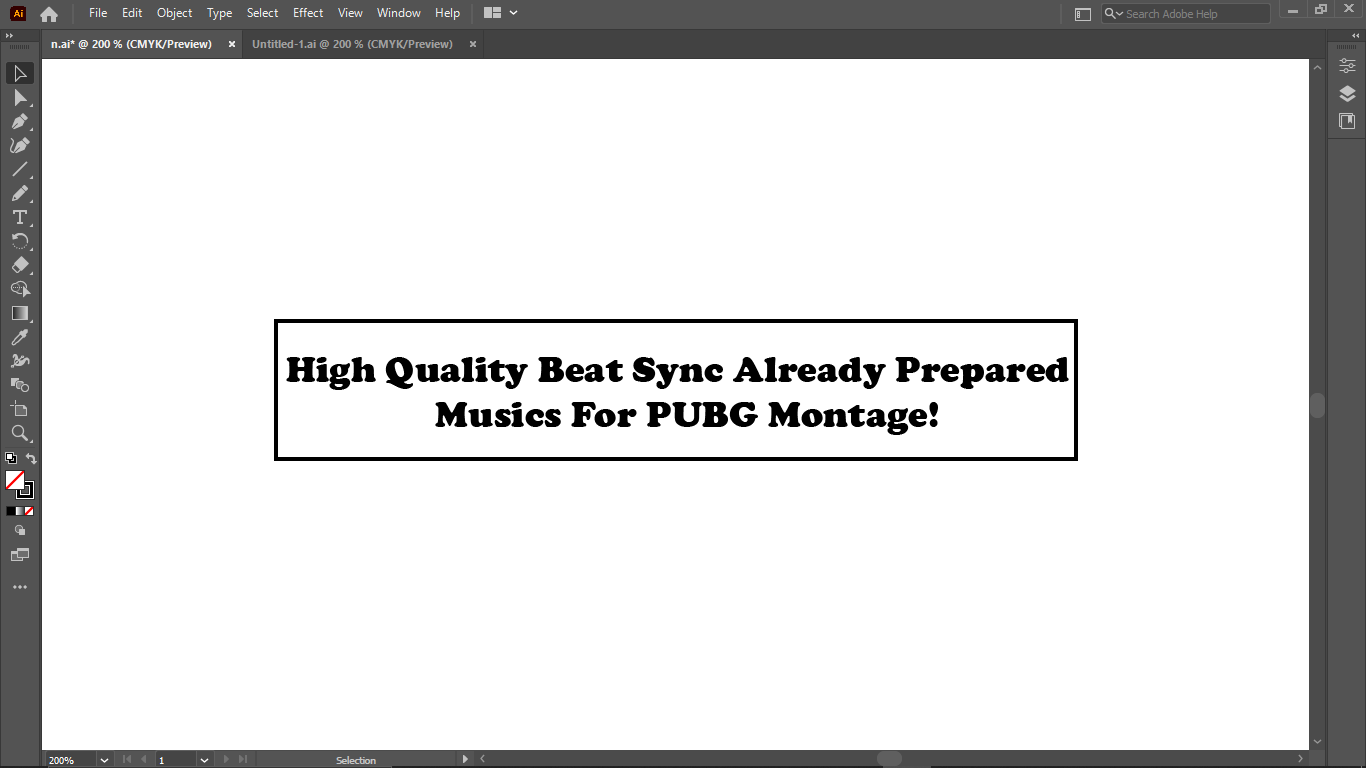 Ai File Edit Object Type Select Effect View Window Help Search Adobe Help
n.ai* @ 200 % (CMYK/Preview) Untitled-1.ai @ 200 % (CMYK/Preview)
High Quality Beat Sync Already Prepared
Musics For PUBG Montage!
200% 1 Selection